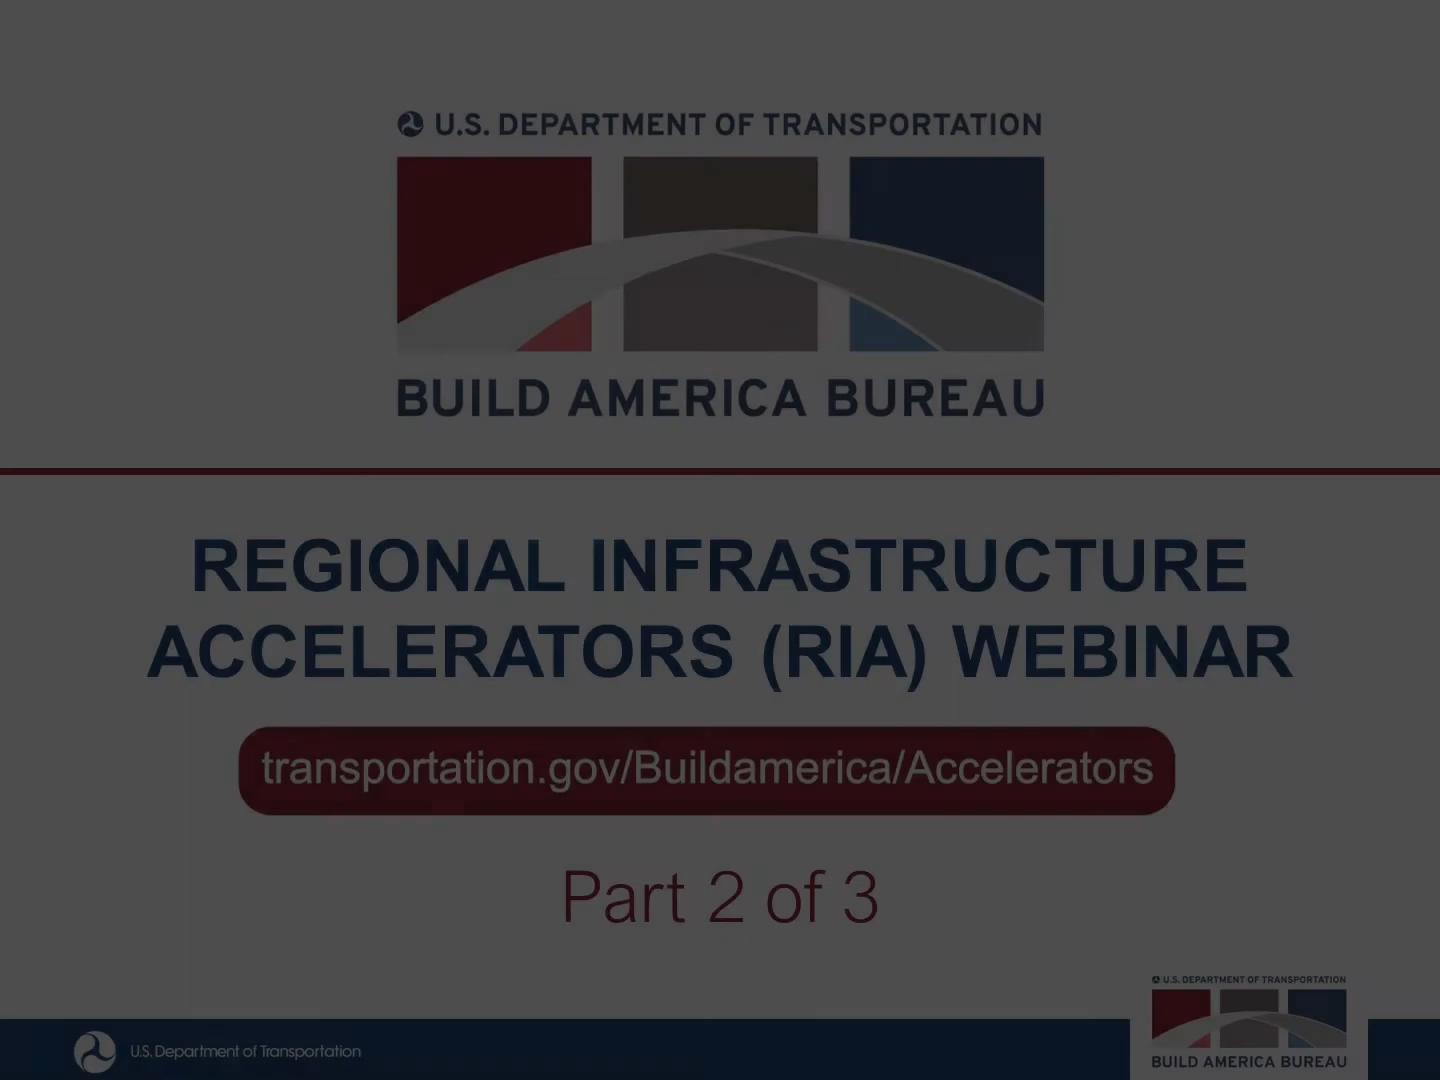 U.S. DEPARTMENT OF TRANSPORTATION
BUILD AMERICA BUREAU
REGIONAL INFRASTRUCTURE
ACCELERATORS (RIA) WEBINAR
transportation.gov/Buildamerica/Accelerators
Part 2 of 3
U.S. DEPARTMENT OF TRANSPORTATION
BUILD AMERICA BUREAU
U.S. Department of Transportation